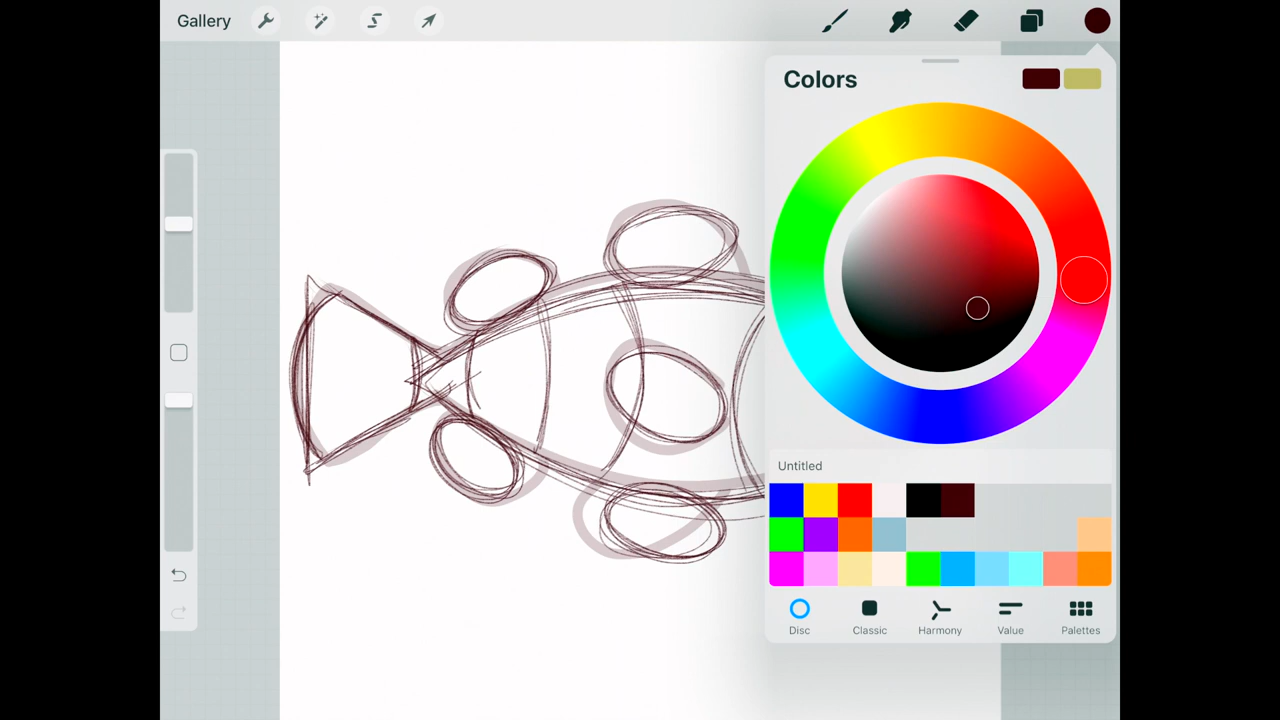 Gallery
Colors
Untitled
Disc
Classic
Harmony
Value
Palettes